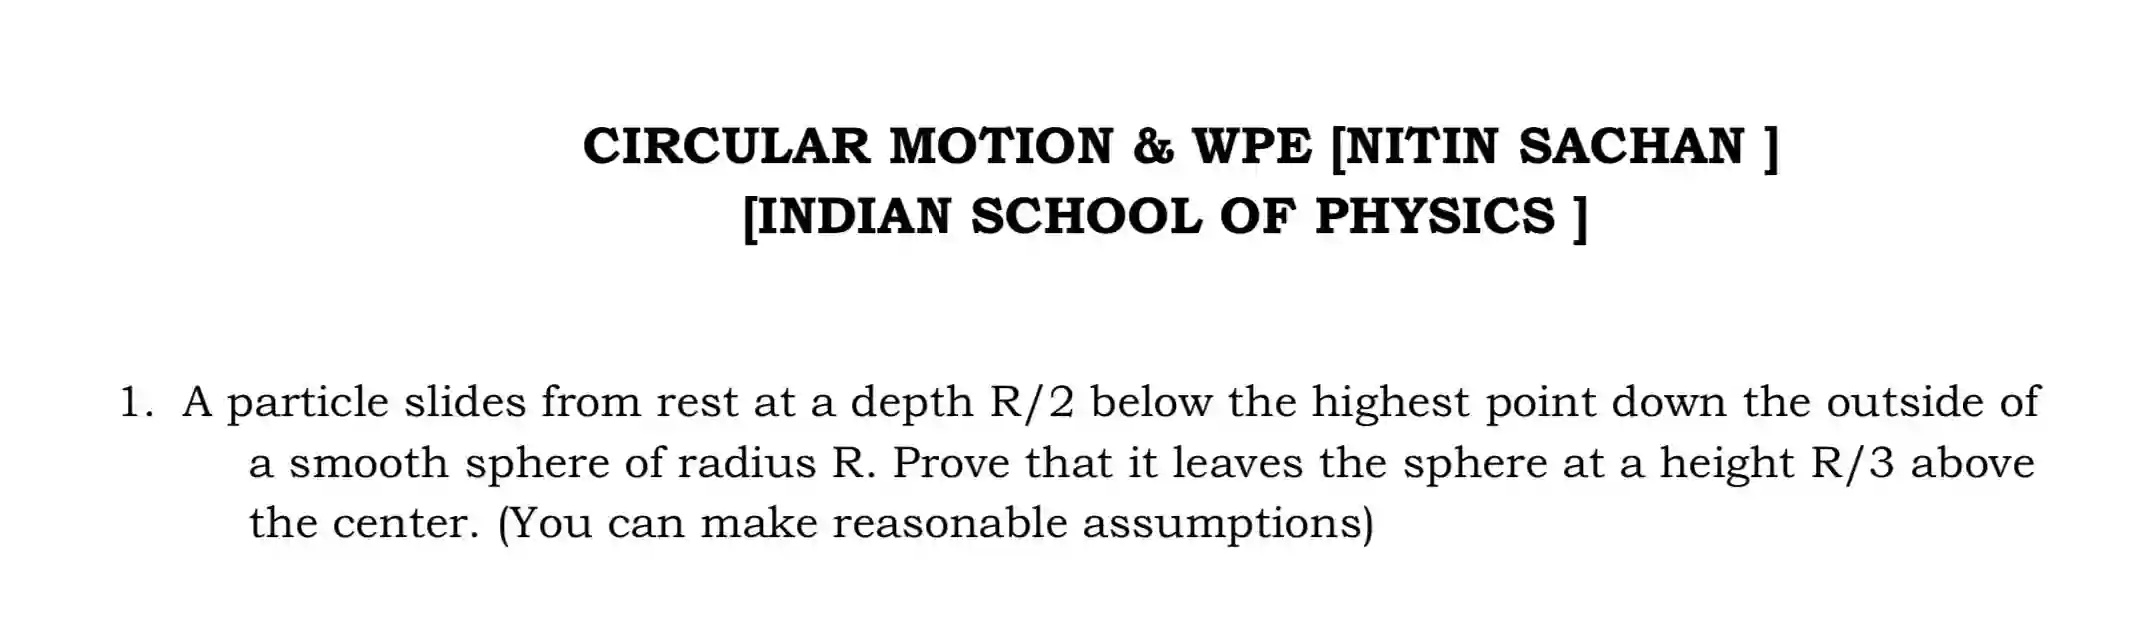 CIRCULAR MOTION & WPE [NITIN SACHAN ]
[INDIAN SCHOOL OF PHYSICS ]
1. A particle slides from rest at a depth R/2 below the highest point down the outside of
a smooth sphere of radius R. Prove that it leaves the sphere at a height R/3 above
the center. (You can make reasonable assumptions)